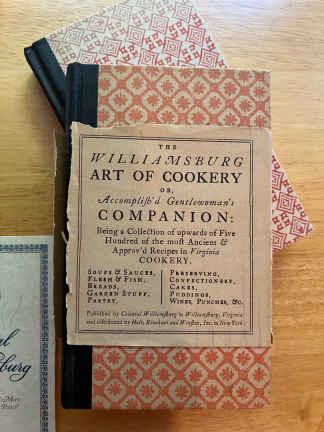 THE
WILLIAMSBURG
ART OF COOKERY
OR,
Accomplish'd Gentlewoman's
COMPANION:
Being a Collection of upwards of Five
Hundred of the most Ancient &
Approv'd Recipes in Virginia
COOKERY.
SOUPS & SAUCES,
FLESH & FISH,
BREADS,
GARDEN STUFF,
PASTRY,
PRESERVING,
CONFECTIONERY,
CAKES,
PUDDINGS,
WINES, PUNCHES, &c.
Published by Colonial Williamsburg in Williamsburg, Virginia
and distributed by Holt, Rinehart and Winston, Inc. in New York.
al
sburg